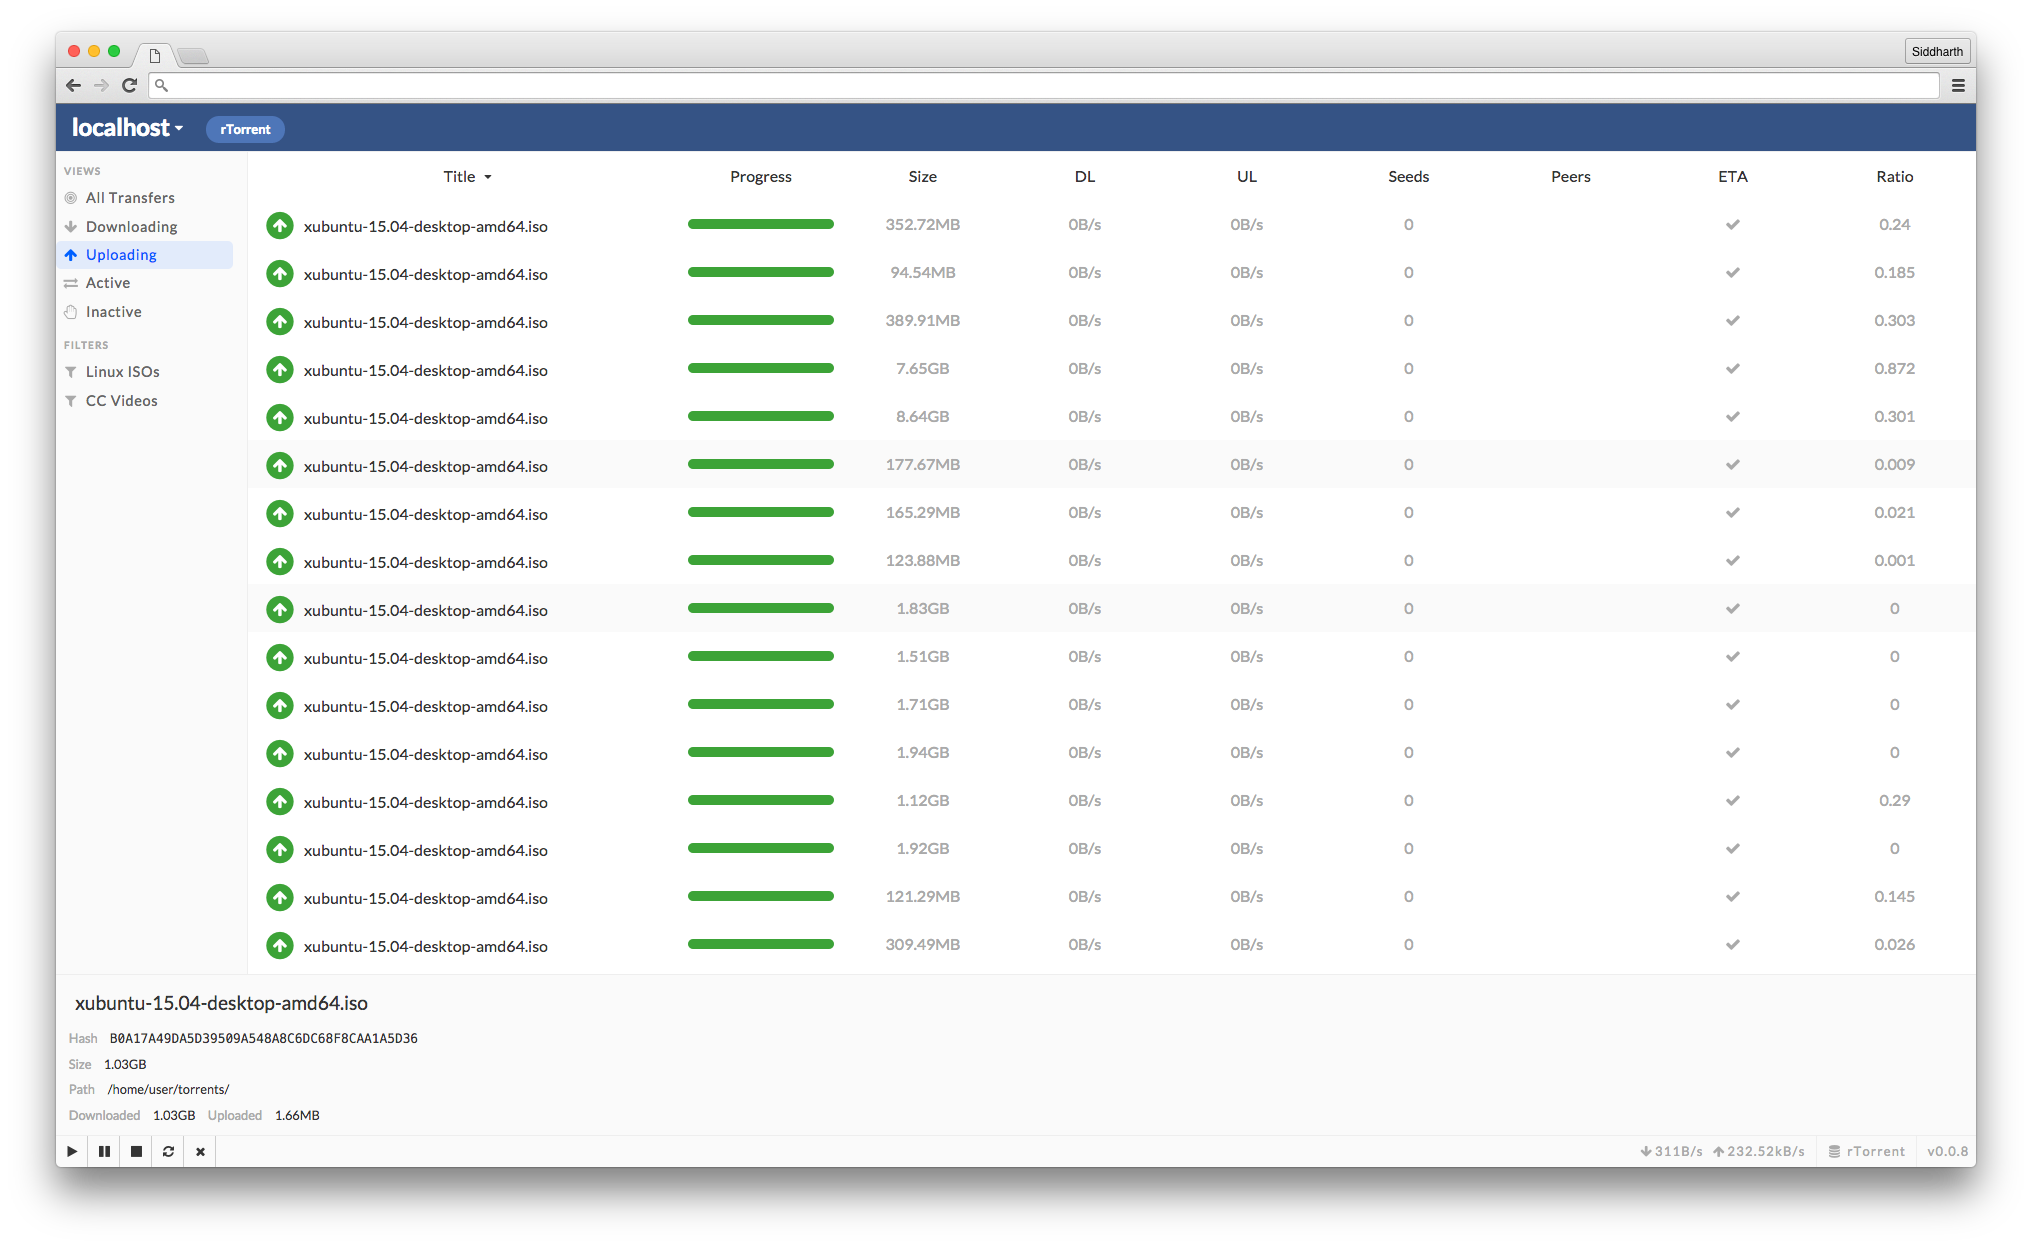 Siddharth
localhost rTorrent
VIEWS
All Transfers
Downloading
Uploading
Active
Inactive
FILTERS
Linux ISOs
CC Videos
Title Progress Size DL UL Seeds Peers ETA Ratio
xubuntu-15.04-desktop-amd64.iso 352.72MB 0B/s 0B/s 0 0.24
xubuntu-15.04-desktop-amd64.iso 94.54MB 0B/s 0B/s 0 0.185
xubuntu-15.04-desktop-amd64.iso 389.91MB 0B/s 0B/s 0 0.303
xubuntu-15.04-desktop-amd64.iso 7.65GB 0B/s 0B/s 0 0.872
xubuntu-15.04-desktop-amd64.iso 8.64GB 0B/s 0B/s 0 0.301
xubuntu-15.04-desktop-amd64.iso 177.67MB 0B/s 0B/s 0 0.009
xubuntu-15.04-desktop-amd64.iso 165.29MB 0B/s 0B/s 0 0.021
xubuntu-15.04-desktop-amd64.iso 123.88MB 0B/s 0B/s 0 0.001
xubuntu-15.04-desktop-amd64.iso 1.83GB 0B/s 0B/s 0 0
xubuntu-15.04-desktop-amd64.iso 1.51GB 0B/s 0B/s 0 0
xubuntu-15.04-desktop-amd64.iso 1.71GB 0B/s 0B/s 0 0
xubuntu-15.04-desktop-amd64.iso 1.94GB 0B/s 0B/s 0 0
xubuntu-15.04-desktop-amd64.iso 1.12GB 0B/s 0B/s 0 0.29
xubuntu-15.04-desktop-amd64.iso 1.92GB 0B/s 0B/s 0 0
xubuntu-15.04-desktop-amd64.iso 121.29MB 0B/s 0B/s 0 0.145
xubuntu-15.04-desktop-amd64.iso 309.49MB 0B/s 0B/s 0 0.026
xubuntu-15.04-desktop-amd64.iso
Hash B0A17A49DA5D39509A548A8C6DC68F8CAA1A5D36
Size 1.03GB
Path /home/user/torrents/
Downloaded 1.03GB Uploaded 1.66MB
311B/s 232.52kB/s rTorrent v0.0.8